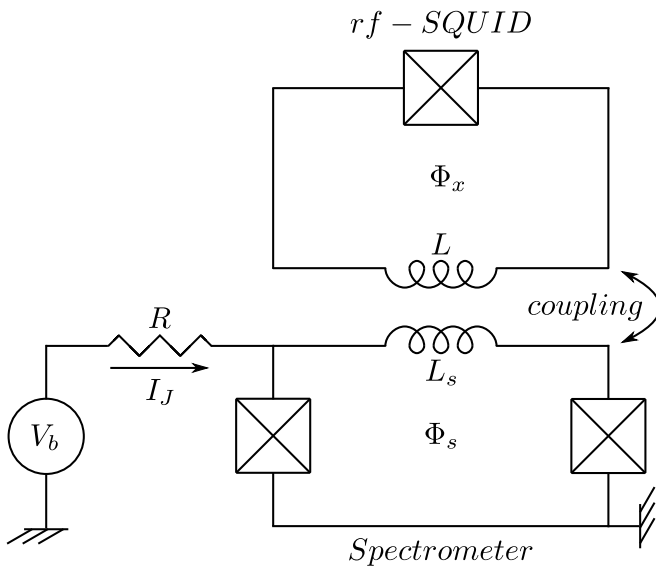 rf − SQUID
Φx
L
coupling
R
Ls
IJ
Vb
Φs
Spectrometer